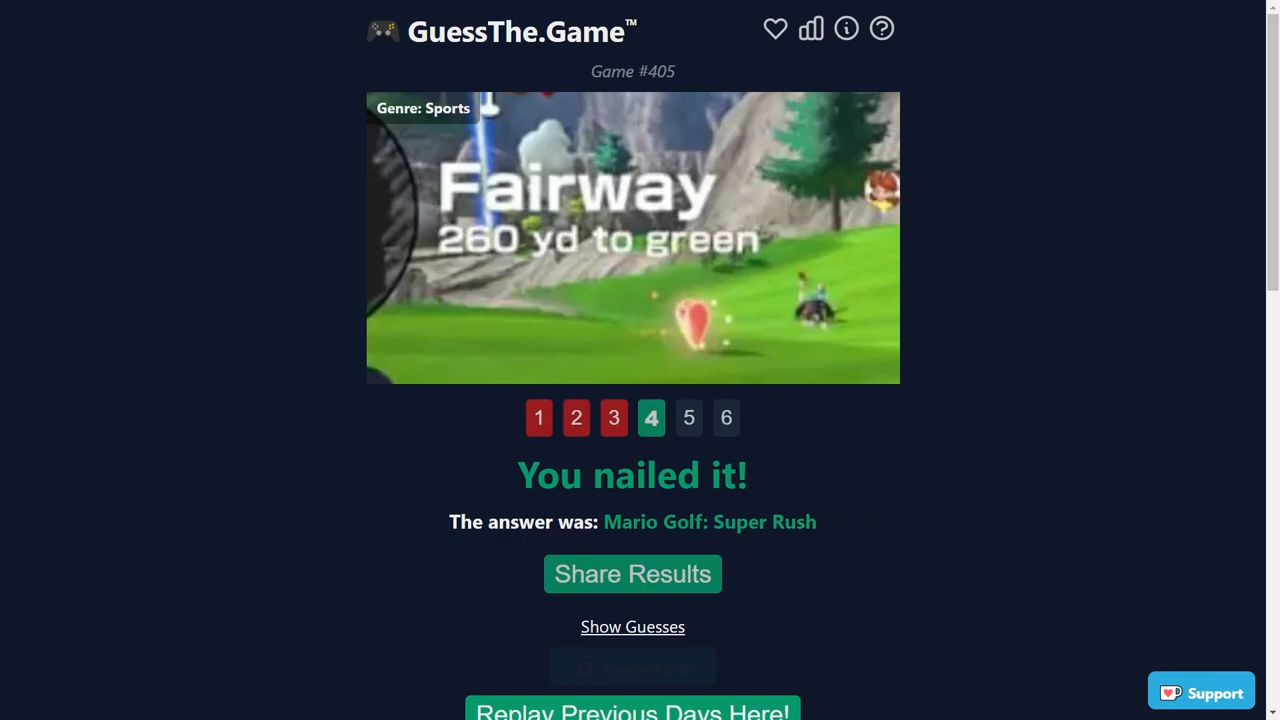 GuessThe.Game™
Game #405
Genre: Sports
Fairway
260 yd to green
1 2 3 4 5 6
You nailed it!
The answer was: Mario Golf: Super Rush
Share Results
Show Guesses
Replay Previous Days Here!
Support